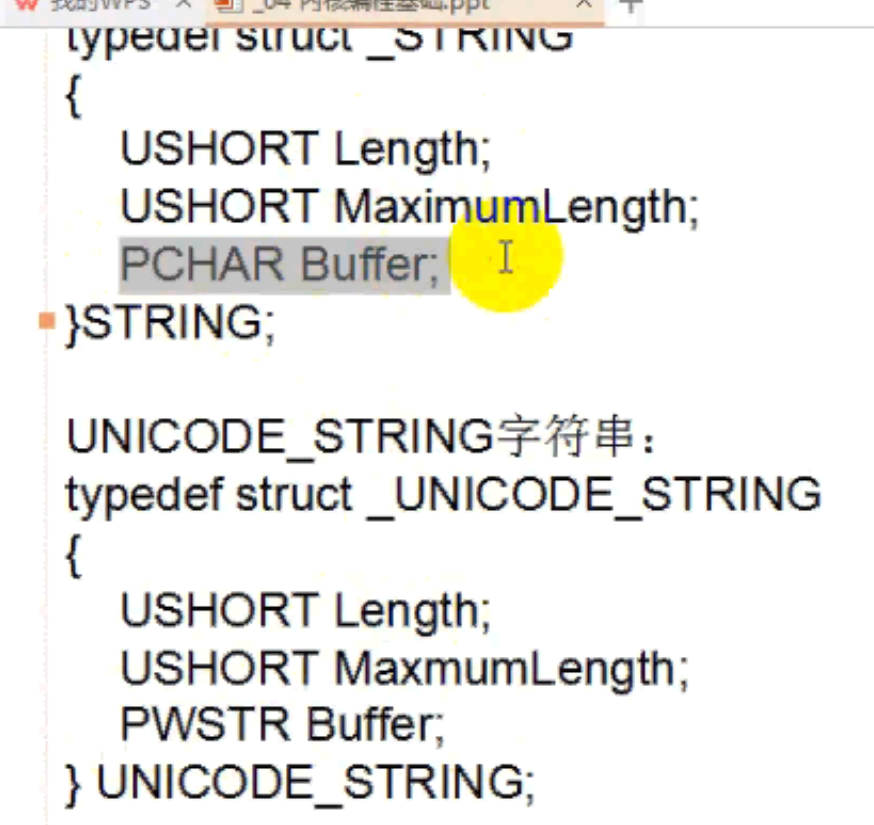 我的WPS
_04 内核编程基础.ppt
typedef struct _STRING
{
USHORT Length;
USHORT MaximumLength;
PCHAR Buffer;
}STRING;
UNICODE_STRING字符串：
typedef struct _UNICODE_STRING
{
USHORT Length;
USHORT MaxmumLength;
PWSTR Buffer;
} UNICODE_STRING;